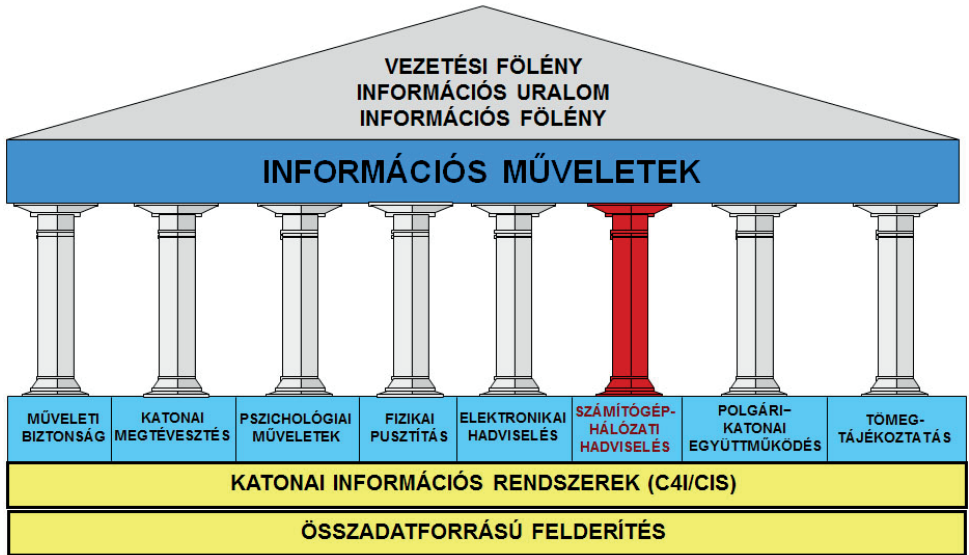 VEZETÉSI FÖLÉNY
INFORMÁCIÓS URALOM
INFORMÁCIÓS FÖLÉNY
INFORMÁCIÓS MŰVELETEK
MŰVELETI
BIZTONSÁG
KATONAI
MEGTÉVESZTÉS
PSZICHOLÓGIAI
MŰVELETEK
FIZIKAI
PUSZTÍTÁS
ELEKTRONIKAI
HADVISELÉS
SZÁMÍTÓGÉP-
HÁLÓZATI
HADVISELÉS
POLGÁRI–
KATONAI
EGYÜTTMŰKÖDÉS
TÖMEG-
TÁJÉKOZTATÁS
KATONAI INFORMÁCIÓS RENDSZEREK (C4I/CIS)
ÖSSZADATFORRÁSÚ FELDERÍTÉS